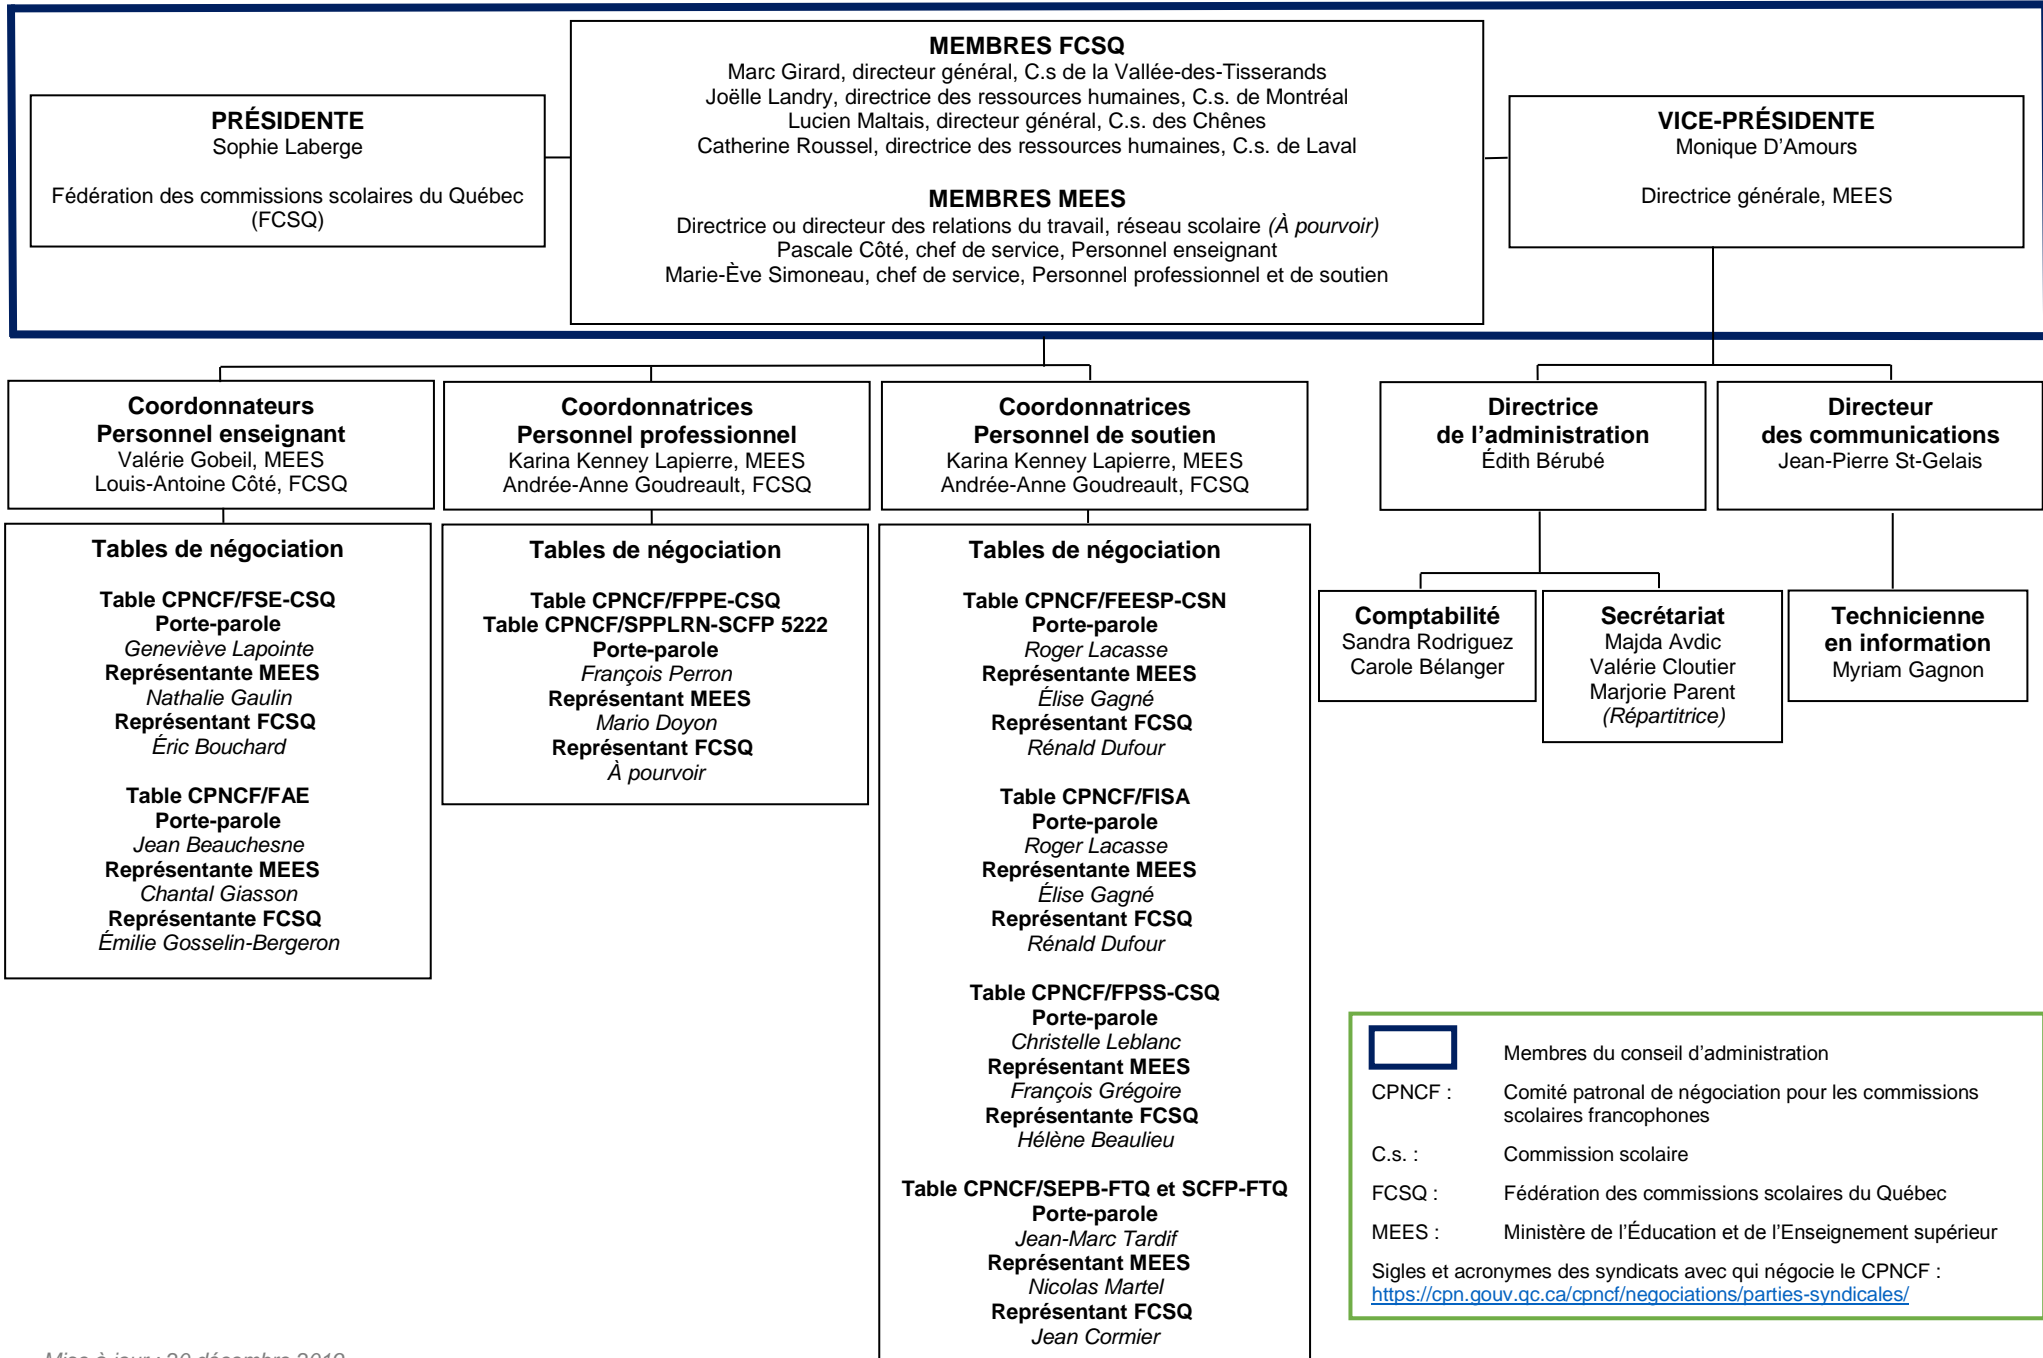 PRÉSIDENTE
Sophie Laberge
Fédération des commissions scolaires du Québec
(FCSQ)
MEMBRES FCSQ
Marc Girard, directeur général, C.s de la Vallée-des-Tisserands
Joëlle Landry, directrice des ressources humaines, C.s. de Montréal
Lucien Maltais, directeur général, C.s. des Chênes
Catherine Roussel, directrice des ressources humaines, C.s. de Laval
MEMBRES MEES
Directrice ou directeur des relations du travail, réseau scolaire (À pourvoir)
Pascale Côté, chef de service, Personnel enseignant
Marie-Ève Simoneau, chef de service, Personnel professionnel et de soutien
VICE-PRÉSIDENTE
Monique D'Amours
Directrice générale, MEES
Coordonnateurs
Personnel enseignant
Valérie Gobeil, MEES
Louis-Antoine Côté, FCSQ
Coordonnatrices
Personnel professionnel
Karina Kenney Lapierre, MEES
Andrée-Anne Goudreault, FCSQ
Coordonnatrices
Personnel de soutien
Karina Kenney Lapierre, MEES
Andrée-Anne Goudreault, FCSQ
Directrice
de l'administration
Édith Bérubé
Directeur
des communications
Jean-Pierre St-Gelais
Tables de négociation
Table CPNCF/FSE-CSQ
Porte-parole
Geneviève Lapointe
Représentante MEES
Nathalie Gaulin
Représentant FCSQ
Éric Bouchard
Table CPNCF/FAE
Porte-parole
Jean Beauchesne
Représentante MEES
Chantal Giasson
Représentante FCSQ
Émilie Gosselin-Bergeron
Tables de négociation
Table CPNCF/FPPE-CSQ
Table CPNCF/SPPLRN-SCFP 5222
Porte-parole
François Perron
Représentant MEES
Mario Doyon
Représentant FCSQ
À pourvoir
Tables de négociation
Table CPNCF/FEESP-CSN
Porte-parole
Roger Lacasse
Représentante MEES
Élise Gagné
Représentant FCSQ
Rénald Dufour
Table CPNCF/FISA
Porte-parole
Roger Lacasse
Représentante MEES
Élise Gagné
Représentant FCSQ
Rénald Dufour
Table CPNCF/FPSS-CSQ
Porte-parole
Christelle Leblanc
Représentant MEES
François Grégoire
Représentante FCSQ
Hélène Beaulieu
Table CPNCF/SEPB-FTQ et SCFP-FTQ
Porte-parole
Jean-Marc Tardif
Représentant MEES
Nicolas Martel
Représentant FCSQ
Jean Cormier
Comptabilité
Sandra Rodriguez
Carole Bélanger
Secrétariat
Majda Avdic
Valérie Cloutier
Marjorie Parent
(Répartitrice)
Technicienne
en information
Myriam Gagnon
Membres du conseil d'administration
CPNCF : Comité patronal de négociation pour les commissions
scolaires francophones
C.s. : Commission scolaire
FCSQ : Fédération des commissions scolaires du Québec
MEES : Ministère de l'Éducation et de l'Enseignement supérieur
Sigles et acronymes des syndicats avec qui négocie le CPNCF :
https://cpn.gouv.qc.ca/cpncf/negociations/parties-syndicales/
Mise à jour : 20 décembre 2019